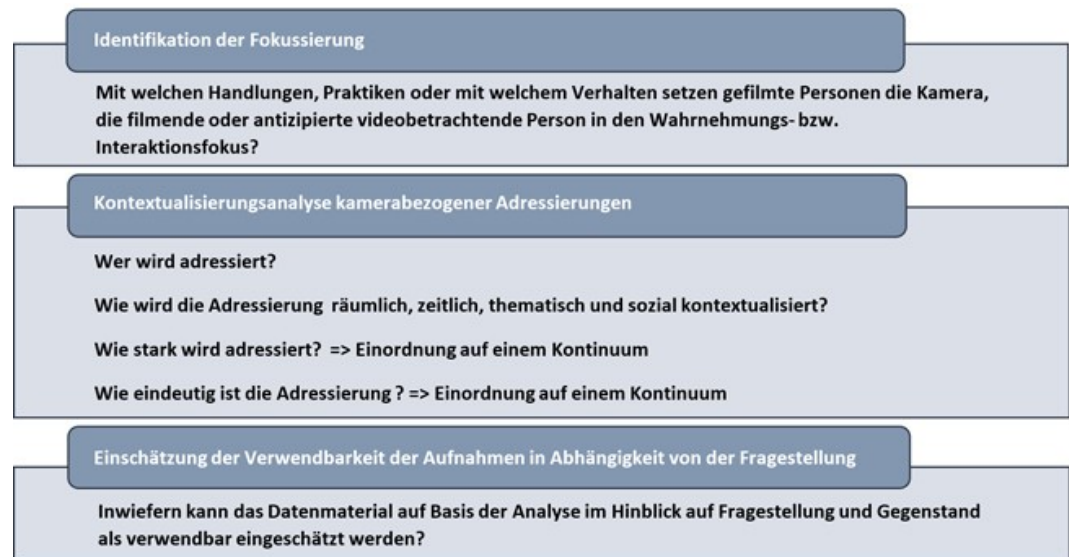 Identifikation der Fokussierung
Mit welchen Handlungen, Praktiken oder mit welchem Verhalten setzen gefilmte Personen die Kamera,
die filmende oder antizipierte videobetrachtende Person in den Wahrnehmungs- bzw.
Interaktionsfokus?
Kontextualisierungsanalyse kamerabezogener Adressierungen
Wer wird adressiert?
Wie wird die Adressierung räumlich, zeitlich, thematisch und sozial kontextualisiert?
Wie stark wird adressiert? => Einordnung auf einem Kontinuum
Wie eindeutig ist die Adressierung ? => Einordnung auf einem Kontinuum
Einschätzung der Verwendbarkeit der Aufnahmen in Abhängigkeit von der Fragestellung
Inwiefern kann das Datenmaterial auf Basis der Analyse im Hinblick auf Fragestellung und Gegenstand
als verwendbar eingeschätzt werden?